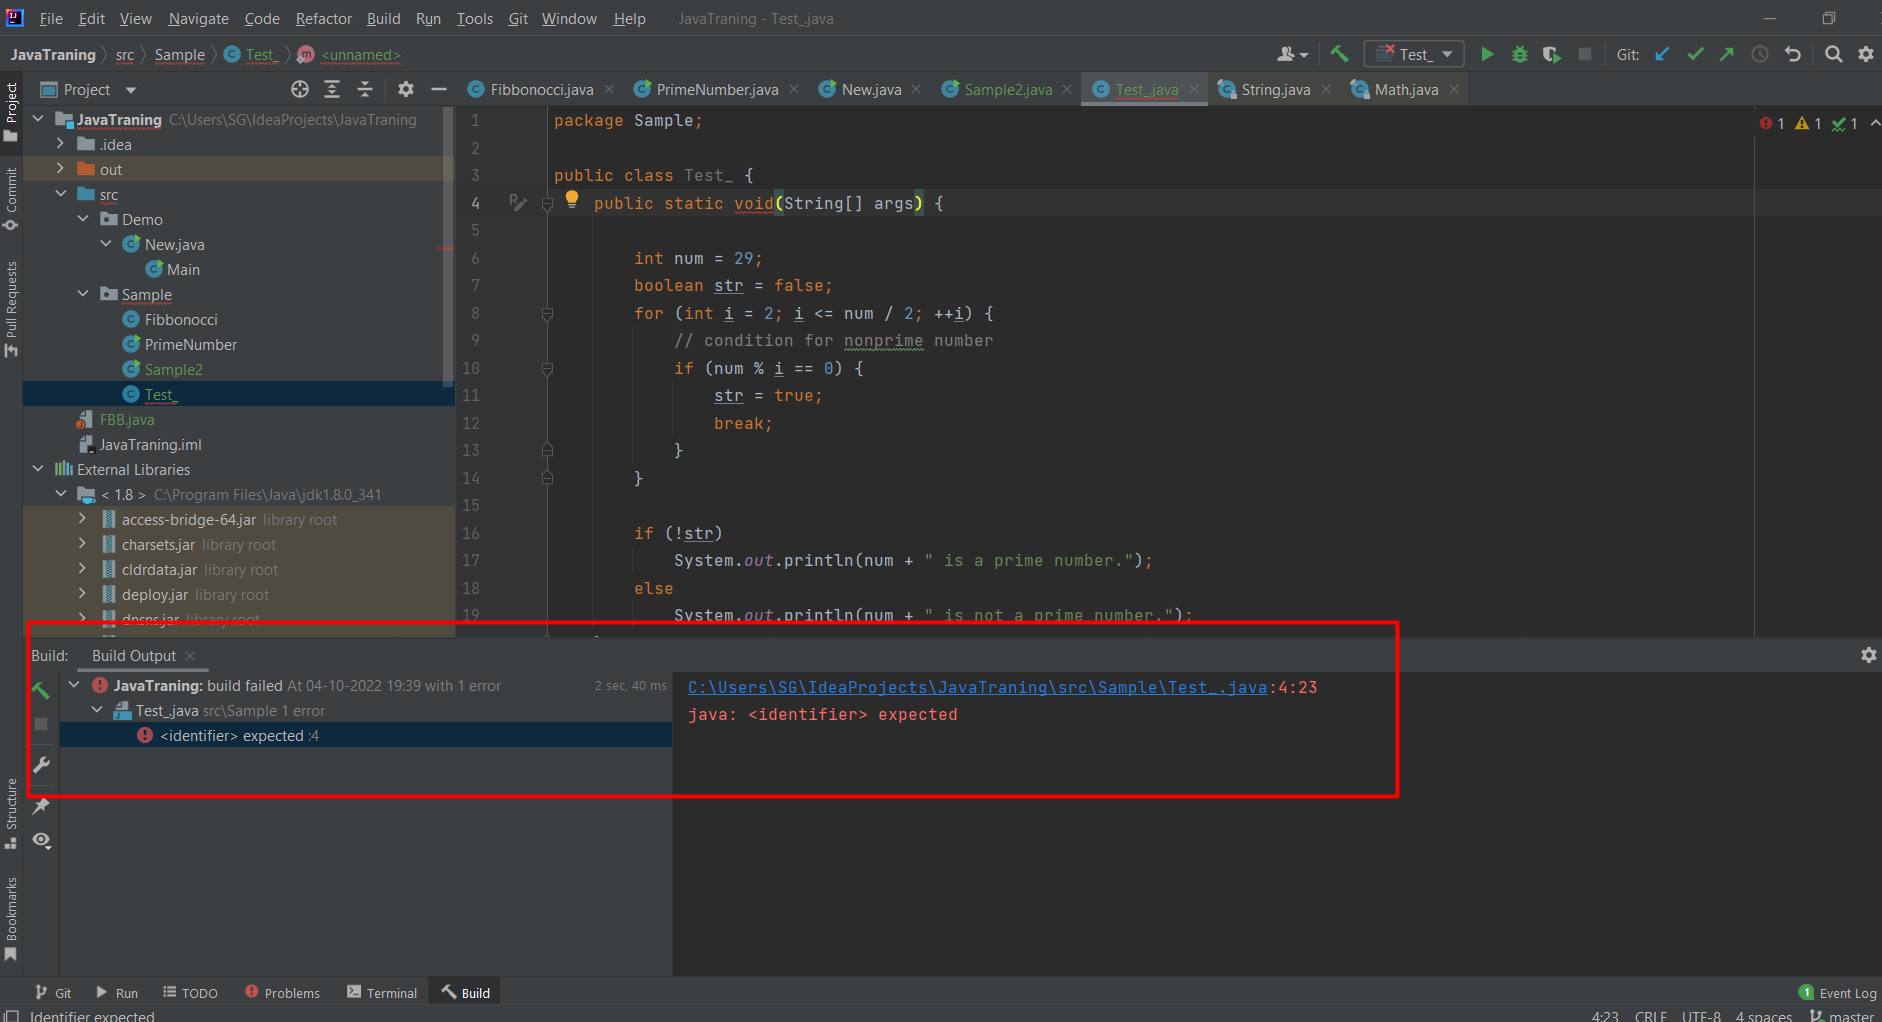 File Edit View Navigate Code Refactor Build Run Tools Git Window Help JavaTraning - Test_.java
JavaTraning src Sample Test_ <unnamed> Test_ Git:
Project Fibbonocci.java PrimeNumber.java New.java Sample2.java Test_.java String.java Math.java
Project
Commit
Pull Requests
Structure
Bookmarks
JavaTraning C:\Users\SG\IdeaProjects\JavaTraning
.idea
out
src
Demo
New.java
Main
Sample
Fibbonocci
PrimeNumber
Sample2
Test_
FBB.java
JavaTraning.iml
External Libraries
< 1.8 > C:\Program Files\Java\jdk1.8.0_341
access-bridge-64.jar library root
charsets.jar library root
cldrdata.jar library root
deploy.jar library root
dnsns.jar library root
1 package Sample;
1 1 1
2
3 public class Test_ {
4 public static void(String[] args) {
5
6 int num = 29;
7 boolean str = false;
8 for (int i = 2; i <= num / 2; ++i) {
9 // condition for nonprime number
10 if (num % i == 0) {
11 str = true;
12 break;
13 }
14 }
15
16 if (!str)
17 System.out.println(num + " is a prime number.");
18 else
19 System.out.println(num + " is not a prime number.");
Build: Build Output
JavaTraning: build failed At 04-10-2022 19:39 with 1 error 2 sec, 40 ms
Test_.java src\Sample 1 error
<identifier> expected :4
C:\Users\SG\IdeaProjects\JavaTraning\src\Sample\Test_.java:4:23
java: <identifier> expected
Git Run TODO Problems Terminal Build 1 Event Log
Identifier expected 4:23 CRLF UTF-8 4 spaces master